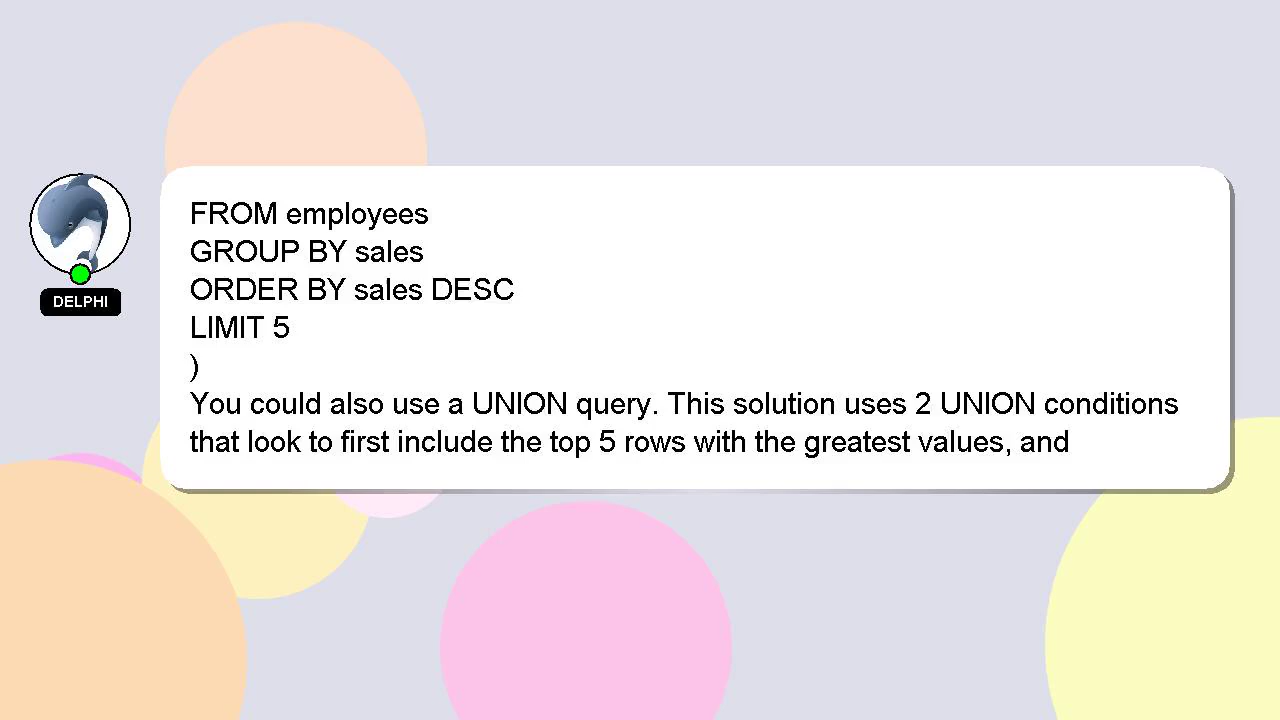 DELPHI
FROM employees
GROUP BY sales
ORDER BY sales DESC
LIMIT 5
)
You could also use a UNION query. This solution uses 2 UNION conditions
that look to first include the top 5 rows with the greatest values, and